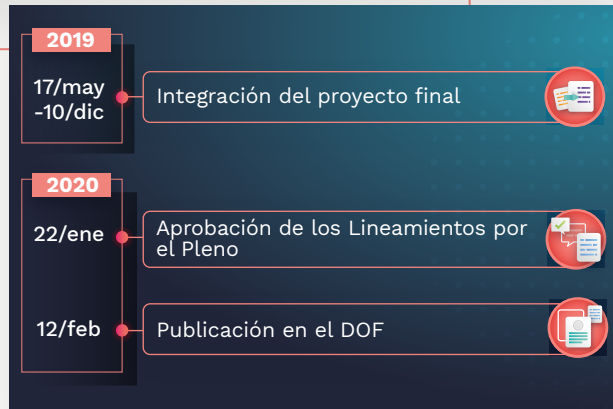 2019
17/may
-10/dic
Integración del proyecto final
2020
22/ene
Aprobación de los Lineamientos por
el Pleno
12/feb
Publicación en el DOF